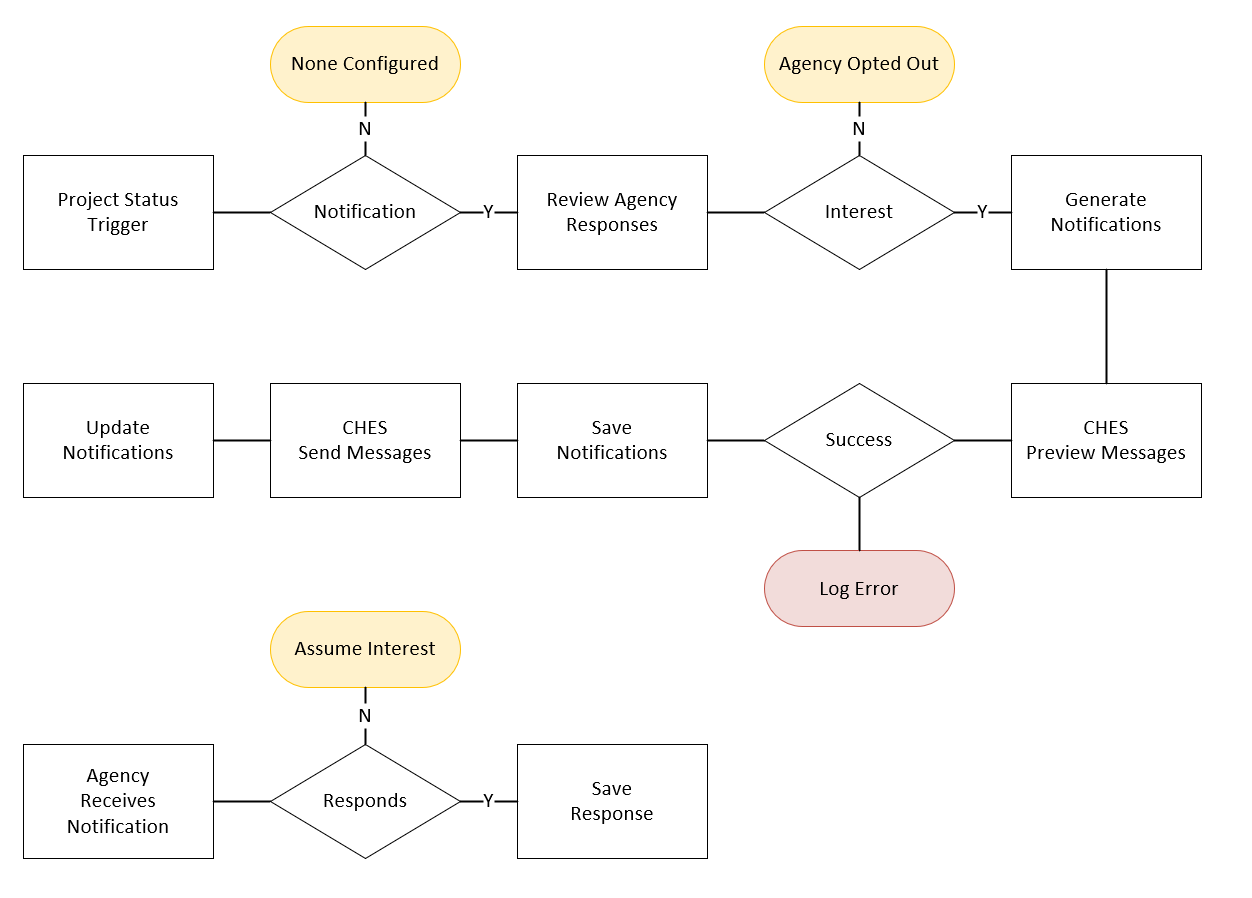 None Configured
Agency Opted Out
N
N
Project Status
Trigger
Notification
Y
Review Agency
Responses
Interest
Y
Generate
Notifications
Update
Notifications
CHES
Send Messages
Save
Notifications
Success
CHES
Preview Messages
Log Error
Assume Interest
N
Agency
Receives
Notification
Responds
Y
Save
Response